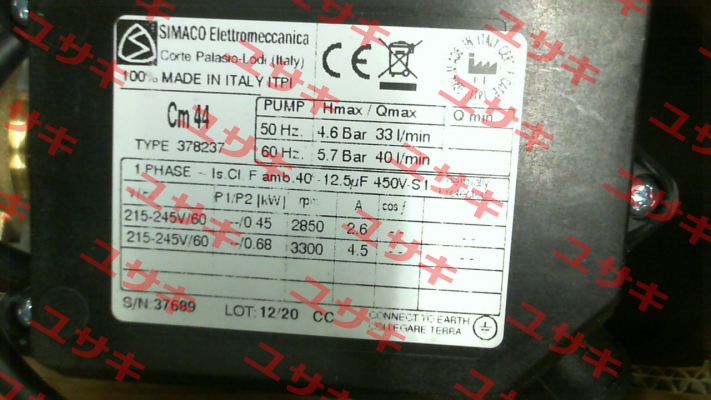 SIMACO Elettromeccanica
Corte Palasio-Lodi (Italy)
100% MADE IN ITALY ITPI
CE
Cm 44
TYPE 378237
PUMP Hmax / Qmax Q min
50 Hz. 4.6 Bar 33 l/min
60 Hz. 5.7 Bar 40 l/min
1 PHASE ~ Is.Cl F amb.40° -12.5µF 450V-S1
P1/P2 [kW] rpm A cos f
215-245V/60 --/0.45 2850 2.6 --
215-245V/60 --/0.68 3300 4.5 --
S/N: 37689 LOT: 12/20 CC
CONNECT TO EARTH
COLLEGARE TERRA
ユサキ